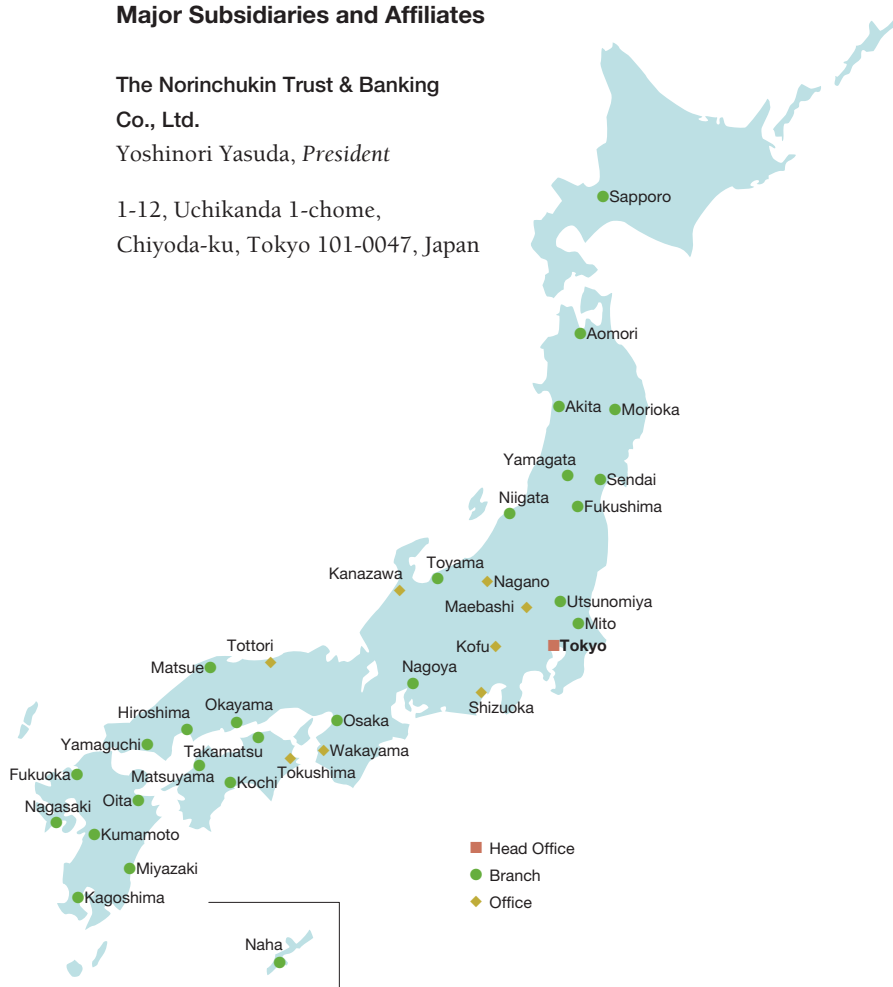 Major Subsidiaries and Affiliates
The Norinchukin Trust & Banking
Co., Ltd.
Yoshinori Yasuda, President
1-12, Uchikanda 1-chome,
Chiyoda-ku, Tokyo 101-0047, Japan
Sapporo
Aomori
Akita
Morioka
Yamagata
Sendai
Niigata
Fukushima
Toyama
Kanazawa
Nagano
Maebashi
Utsunomiya
Mito
Tottori
Kofu
Tokyo
Matsue
Nagoya
Shizuoka
Okayama
Hiroshima
Osaka
Yamaguchi
Takamatsu
Wakayama
Fukuoka
Matsuyama
Tokushima
Kochi
Nagasaki
Oita
Kumamoto
Miyazaki
Kagoshima
Head Office
Branch
Office
Naha